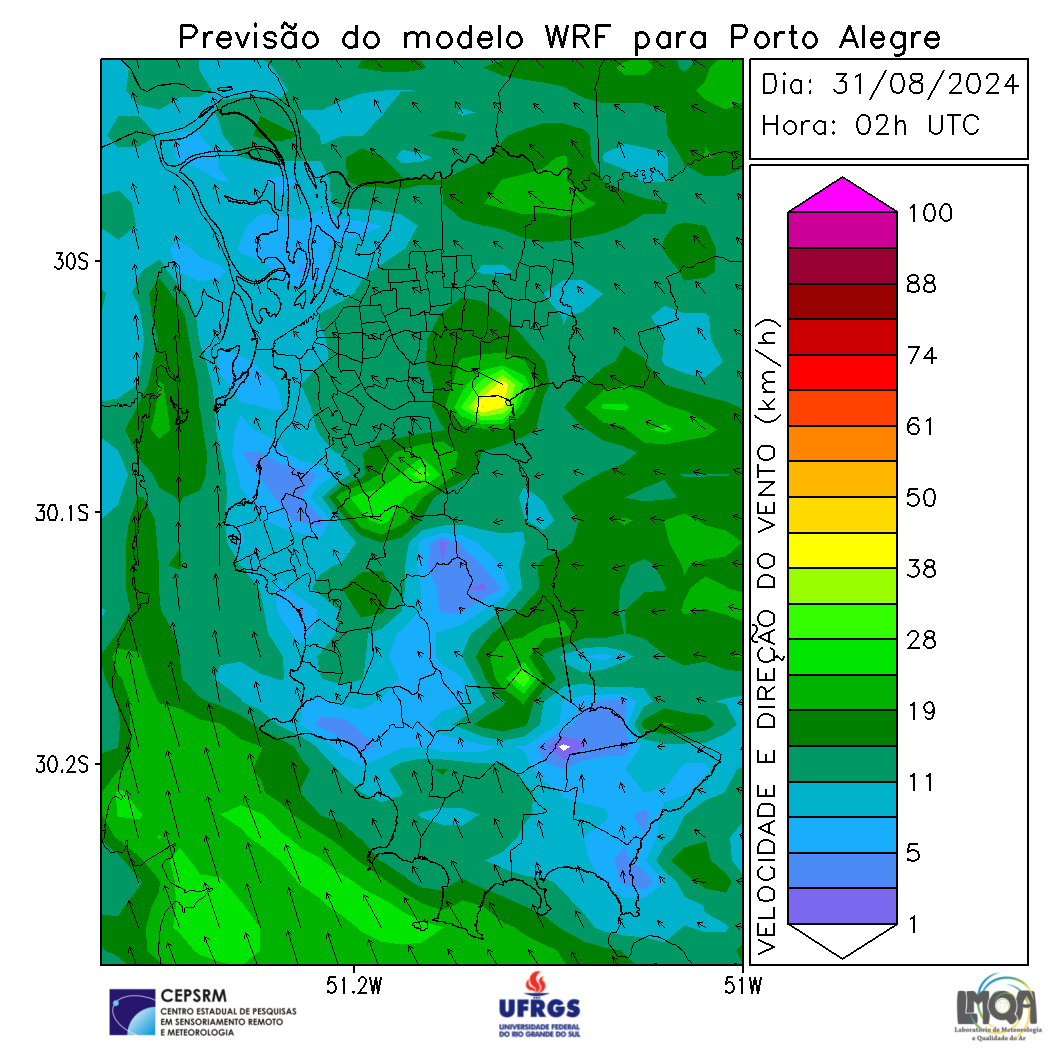 Previsão do modelo WRF para Porto Alegre
Dia: 31/08/2024
Hora: 02h UTC
30S
30.1S
30.2S
51.2W
51W
VELOCIDADE E DIREÇÃO DO VENTO (km/h)
100
88
74
61
50
38
28
19
11
5
1
CEPSRM
CENTRO ESTADUAL DE PESQUISAS
EM SENSORIAMENTO REMOTO
E METEOROLOGIA
UFRGS
UNIVERSIDADE FEDERAL
DO RIO GRANDE DO SUL
LMQA
Laboratório de Meteorologia
e Qualidade do Ar